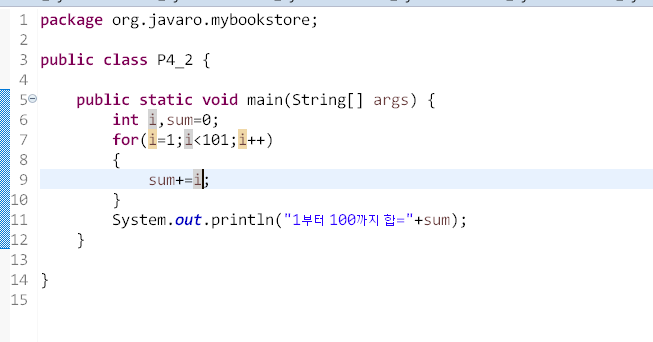 1 package org.javaro.mybookstore;
2
3 public class P4_2 {
4
5 public static void main(String[] args) {
6 int i,sum=0;
7 for(i=1;i<101;i++)
8 {
9 sum+=i;
10 }
11 System.out.println("1부터 100까지 합="+sum);
12 }
13
14 }
15